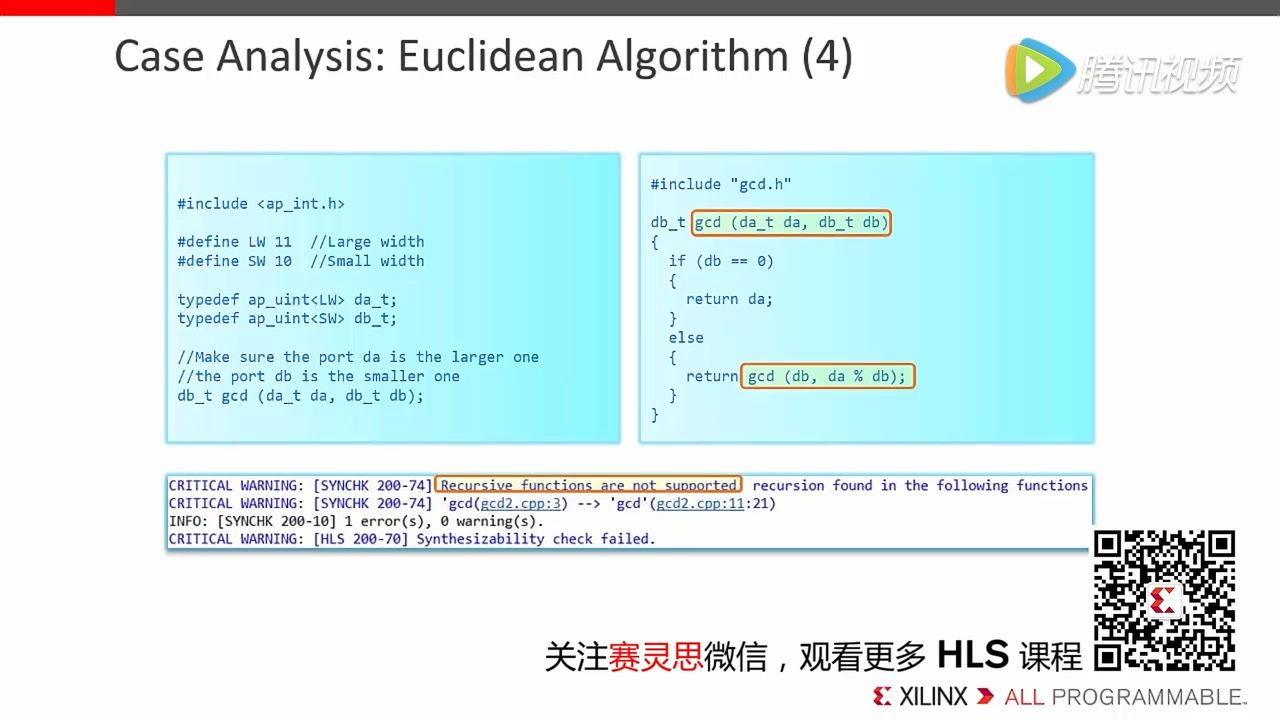 Case Analysis: Euclidean Algorithm (4)
腾讯视频
#include <ap_int.h>
#define LW 11  //Large width
#define SW 10  //Small width
typedef ap_uint<LW> da_t;
typedef ap_uint<SW> db_t;
//Make sure the port da is the larger one
//the port db is the smaller one
db_t gcd (da_t da, db_t db);
#include "gcd.h"
db_t gcd (da_t da, db_t db)
{
  if (db == 0)
  {
    return da;
  }
  else
  {
    return gcd (db, da % db);
  }
}
CRITICAL WARNING: [SYNCHK 200-74] Recursive functions are not supported, recursion found in the following functions
CRITICAL WARNING: [SYNCHK 200-74] 'gcd(gcd2.cpp:3) --> 'gcd'(gcd2.cpp:11:21)
INFO: [SYNCHK 200-10] 1 error(s), 0 warning(s).
CRITICAL WARNING: [HLS 200-70] Synthesizability check failed.
关注赛灵思微信，观看更多 HLS 课程
XILINX ALL PROGRAMMABLE™